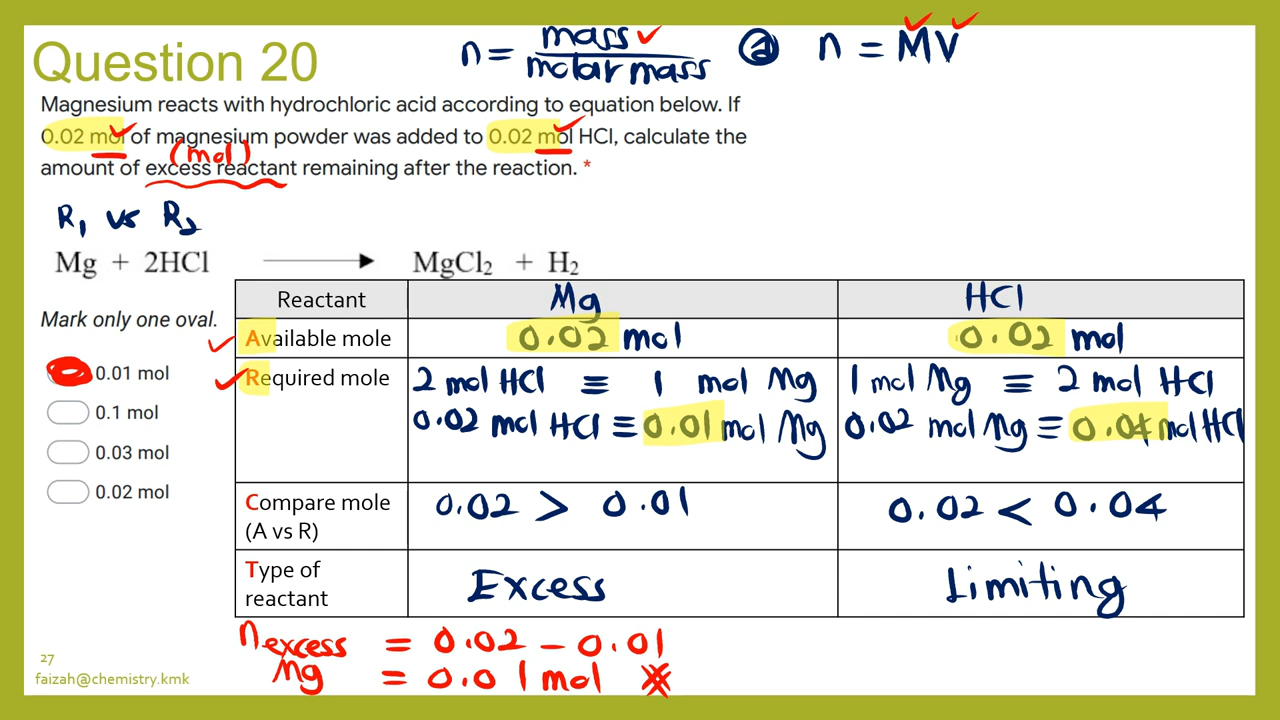 Question 20
n = mass / molar mass @ n = MV
Magnesium reacts with hydrochloric acid according to equation below. If
0.02 mol of magnesium powder was added to 0.02 mol HCl, calculate the
(mol)
amount of excess reactant remaining after the reaction. *
R₁ vs R₂
Mg + 2HCl → MgCl₂ + H₂
Mark only one oval.
0.01 mol
0.1 mol
0.03 mol
0.02 mol
Reactant Mg HCl
Available mole 0.02 mol 0.02 mol
Required mole 2 mol HCl ≡ 1 mol Mg 1 mol Mg ≡ 2 mol HCl
0.02 mol HCl ≡ 0.01 mol Mg 0.02 mol Mg ≡ 0.04 mol HCl
Compare mole 0.02 > 0.01 0.02 < 0.04
(A vs R)
Type of Excess Limiting
reactant
n excess = 0.02 - 0.01
Mg = 0.01 mol
27
faizah@chemistry.kmk